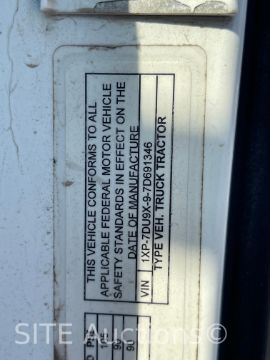 THIS VEHICLE CONFORMS TO ALL
APPLICABLE FEDERAL MOTOR VEHICLE
SAFETY STANDARDS IN EFFECT ON THE
DATE OF MANUFACTURE
VIN 1XP-7DU9X-9-7D691346
TYPE VEH. TRUCK TRACTOR
SITE Auctions